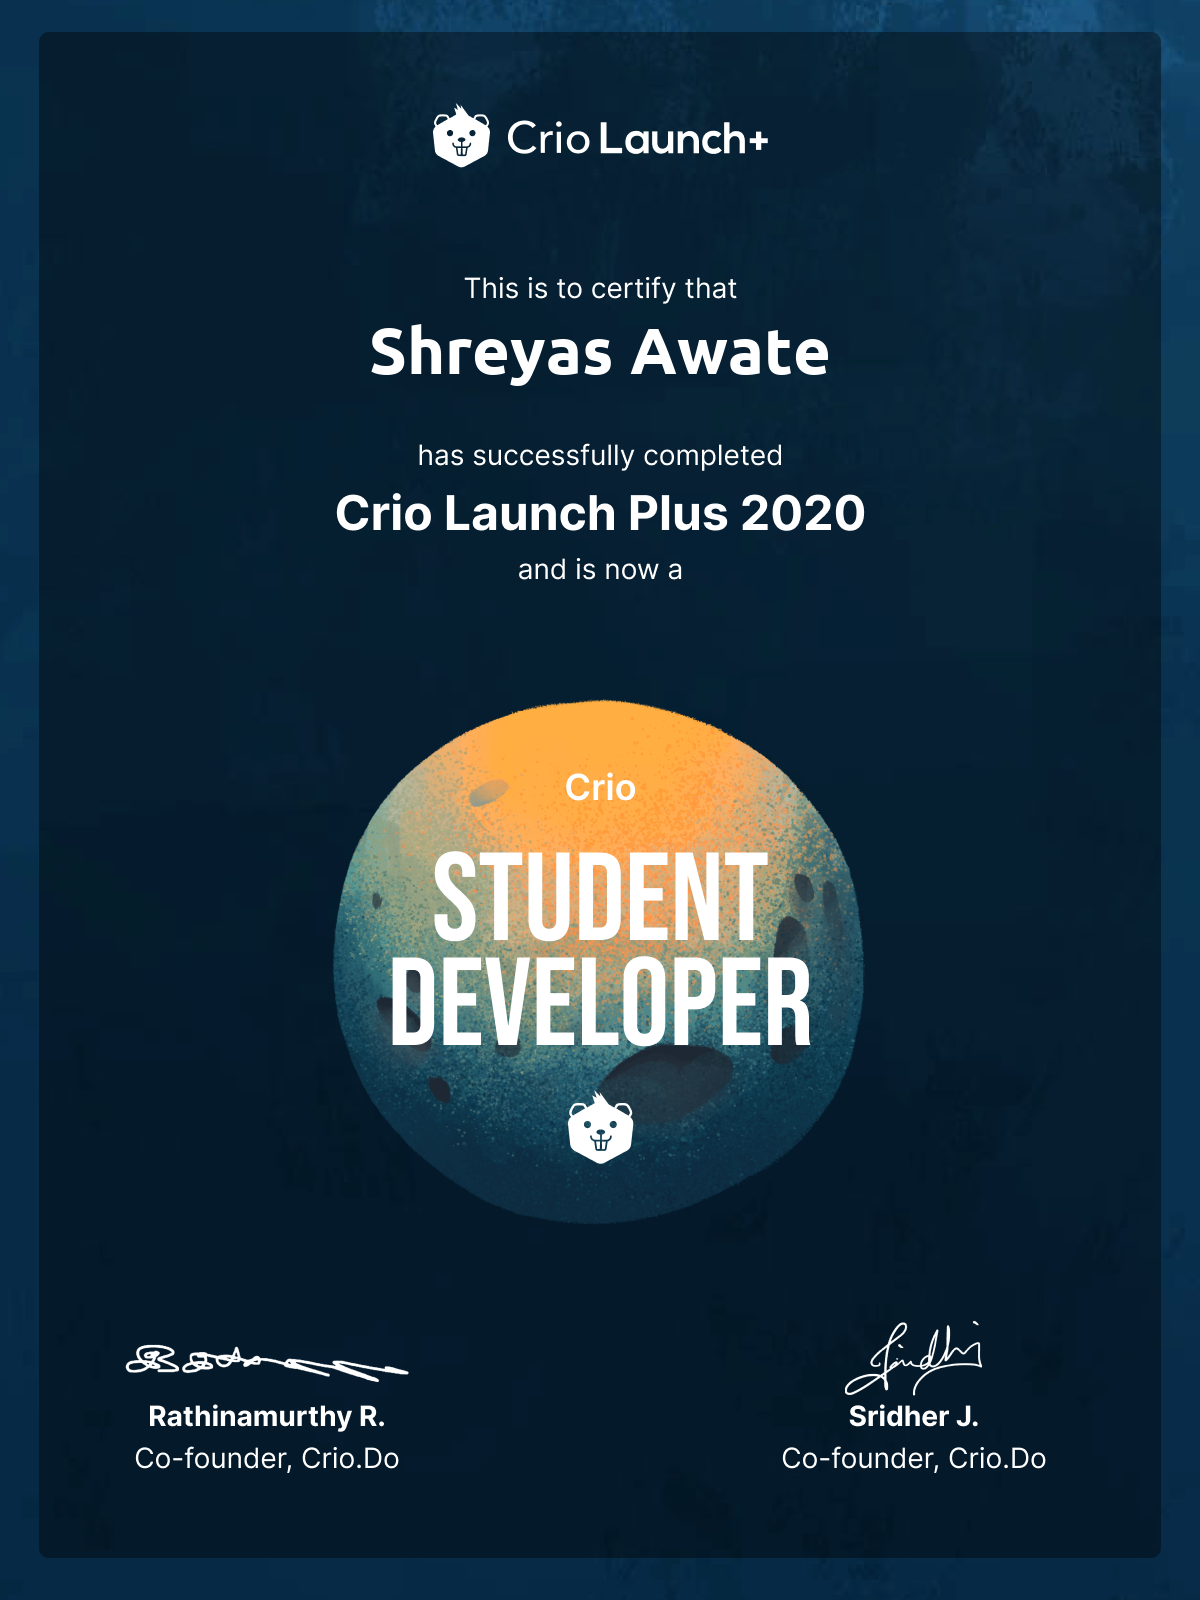 Crio Launch+
This is to certify that
Shreyas Awate
has successfully completed
Crio Launch Plus 2020
and is now a
Crio
STUDENT
DEVELOPER
Rathinamurthy R.
Co-founder, Crio.Do
Sridher J.
Co-founder, Crio.Do